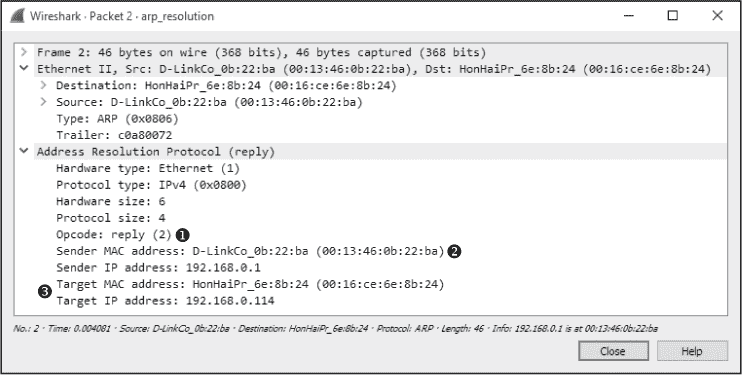 Wireshark · Packet 2 · arp_resolution
Frame 2: 46 bytes on wire (368 bits), 46 bytes captured (368 bits)
Ethernet II, Src: D-LinkCo_0b:22:ba (00:13:46:0b:22:ba), Dst: HonHaiPr_6e:8b:24 (00:16:ce:6e:8b:24)
Destination: HonHaiPr_6e:8b:24 (00:16:ce:6e:8b:24)
Source: D-LinkCo_0b:22:ba (00:13:46:0b:22:ba)
Type: ARP (0x0806)
Trailer: c0a80072
Address Resolution Protocol (reply)
Hardware type: Ethernet (1)
Protocol type: IPv4 (0x0800)
Hardware size: 6
Protocol size: 4
Opcode: reply (2) ❶
Sender MAC address: D-LinkCo_0b:22:ba (00:13:46:0b:22:ba) ❷
Sender IP address: 192.168.0.1
❸ Target MAC address: HonHaiPr_6e:8b:24 (00:16:ce:6e:8b:24)
Target IP address: 192.168.0.114
No.: 2 · Time: 0.004081 · Source: D-LinkCo_0b:22:ba · Destination: HonHaiPr_6e:8b:24 · Protocol: ARP · Length: 46 · Info: 192.168.0.1 is at 00:13:46:0b:22:ba
Close Help